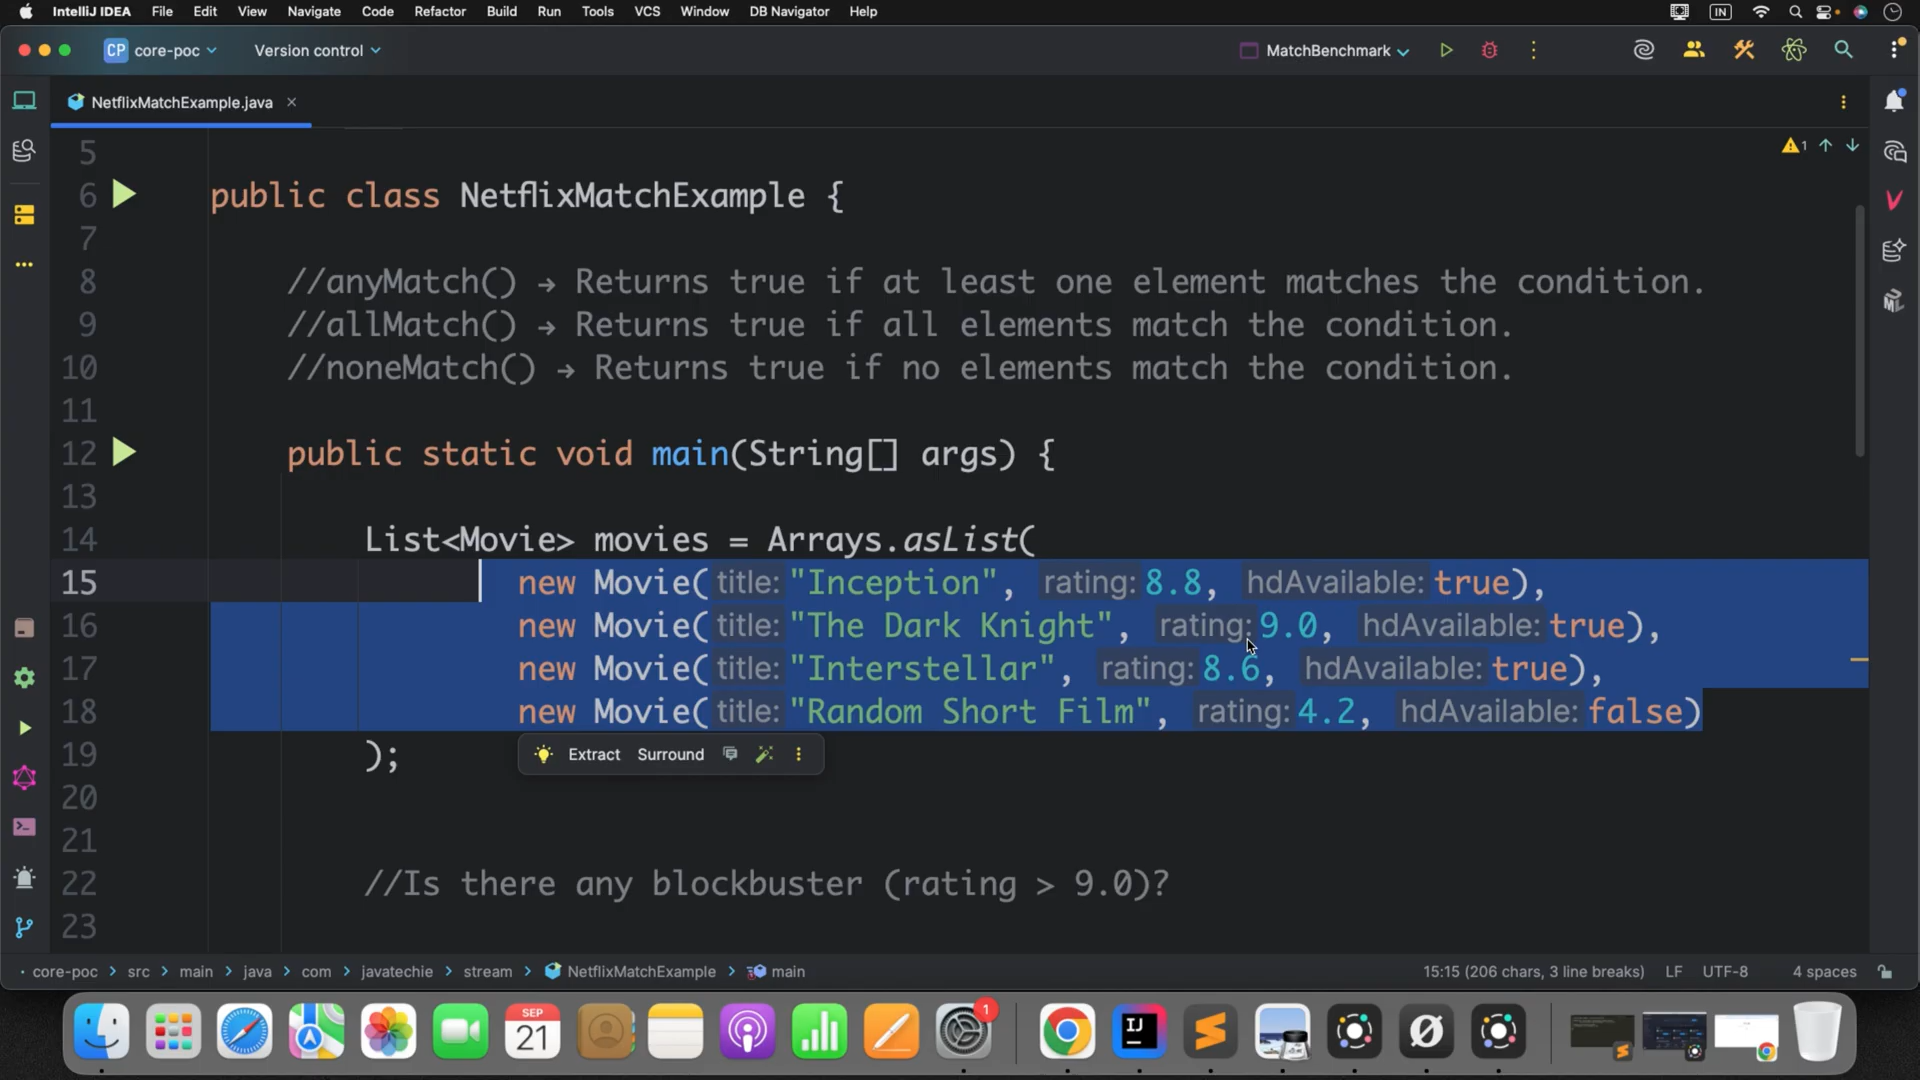 IntelliJ IDEA File Edit View Navigate Code Refactor Build Run Tools VCS Window DB Navigator Help IN
CP core-poc Version control MatchBenchmark
NetflixMatchExample.java
5
6 public class NetflixMatchExample {
7
8 //anyMatch() → Returns true if at least one element matches the condition.
9 //allMatch() → Returns true if all elements match the condition.
10 //noneMatch() → Returns true if no elements match the condition.
11
12 public static void main(String[] args) {
13
14 List<Movie> movies = Arrays.asList(
15 new Movie( title: "Inception", rating: 8.8, hdAvailable: true),
16 new Movie( title: "The Dark Knight", rating: 9.0, hdAvailable: true),
17 new Movie( title: "Interstellar", rating: 8.6, hdAvailable: true),
18 new Movie( title: "Random Short Film", rating: 4.2, hdAvailable: false)
19 );
Extract Surround
20
21
22 //Is there any blockbuster (rating > 9.0)?
23
1
core-poc > src > main > java > com > javatechie > stream > NetflixMatchExample > main 15:15 (206 chars, 3 line breaks) LF UTF-8 4 spaces
SEP
21
1
IJ